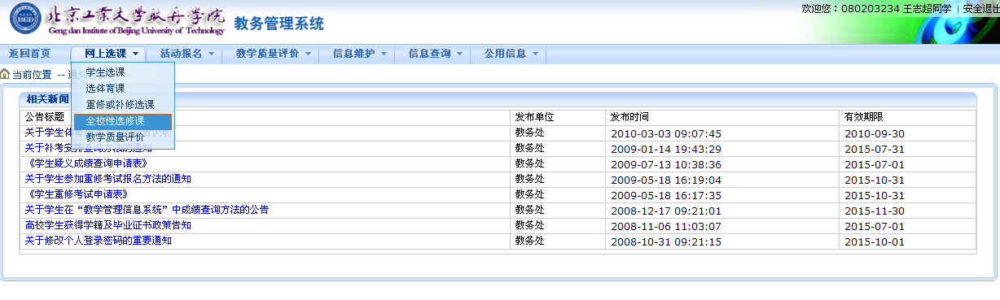 北京工业大学耿丹学院
Geng dan Institute of Beijing University of Technology
教务管理系统
欢迎您：080203234 王志超同学 | 安全退出
返回首页 网上选课 活动报名 教学质量评价 信息维护 信息查询 公用信息
当前位置 -- 通
学生选课
选体育课
重修或补修选课
全校性选修课
教学质量评价
相关新闻
公告标题 发布单位 发布时间 有效期限
关于学生体 教务处 2010-03-03 09:07:45 2010-09-30
关于补考安排查询方法的通知 教务处 2009-01-14 19:43:29 2015-07-31
《学生疑义成绩查询申请表》 教务处 2009-07-13 10:38:36 2015-07-01
关于学生参加重修考试报名方法的通知 教务处 2009-05-18 16:19:04 2015-10-31
《学生重修考试申请表》 教务处 2009-05-18 16:17:35 2015-10-31
关于学生在“教学管理信息系统”中成绩查询方法的公告 教务处 2008-12-17 09:21:01 2015-11-30
高校学生获得学籍及毕业证书政策告知 教务处 2008-11-06 11:03:07 2015-07-01
关于修改个人登录密码的重要通知 教务处 2008-10-31 09:21:15 2015-10-01